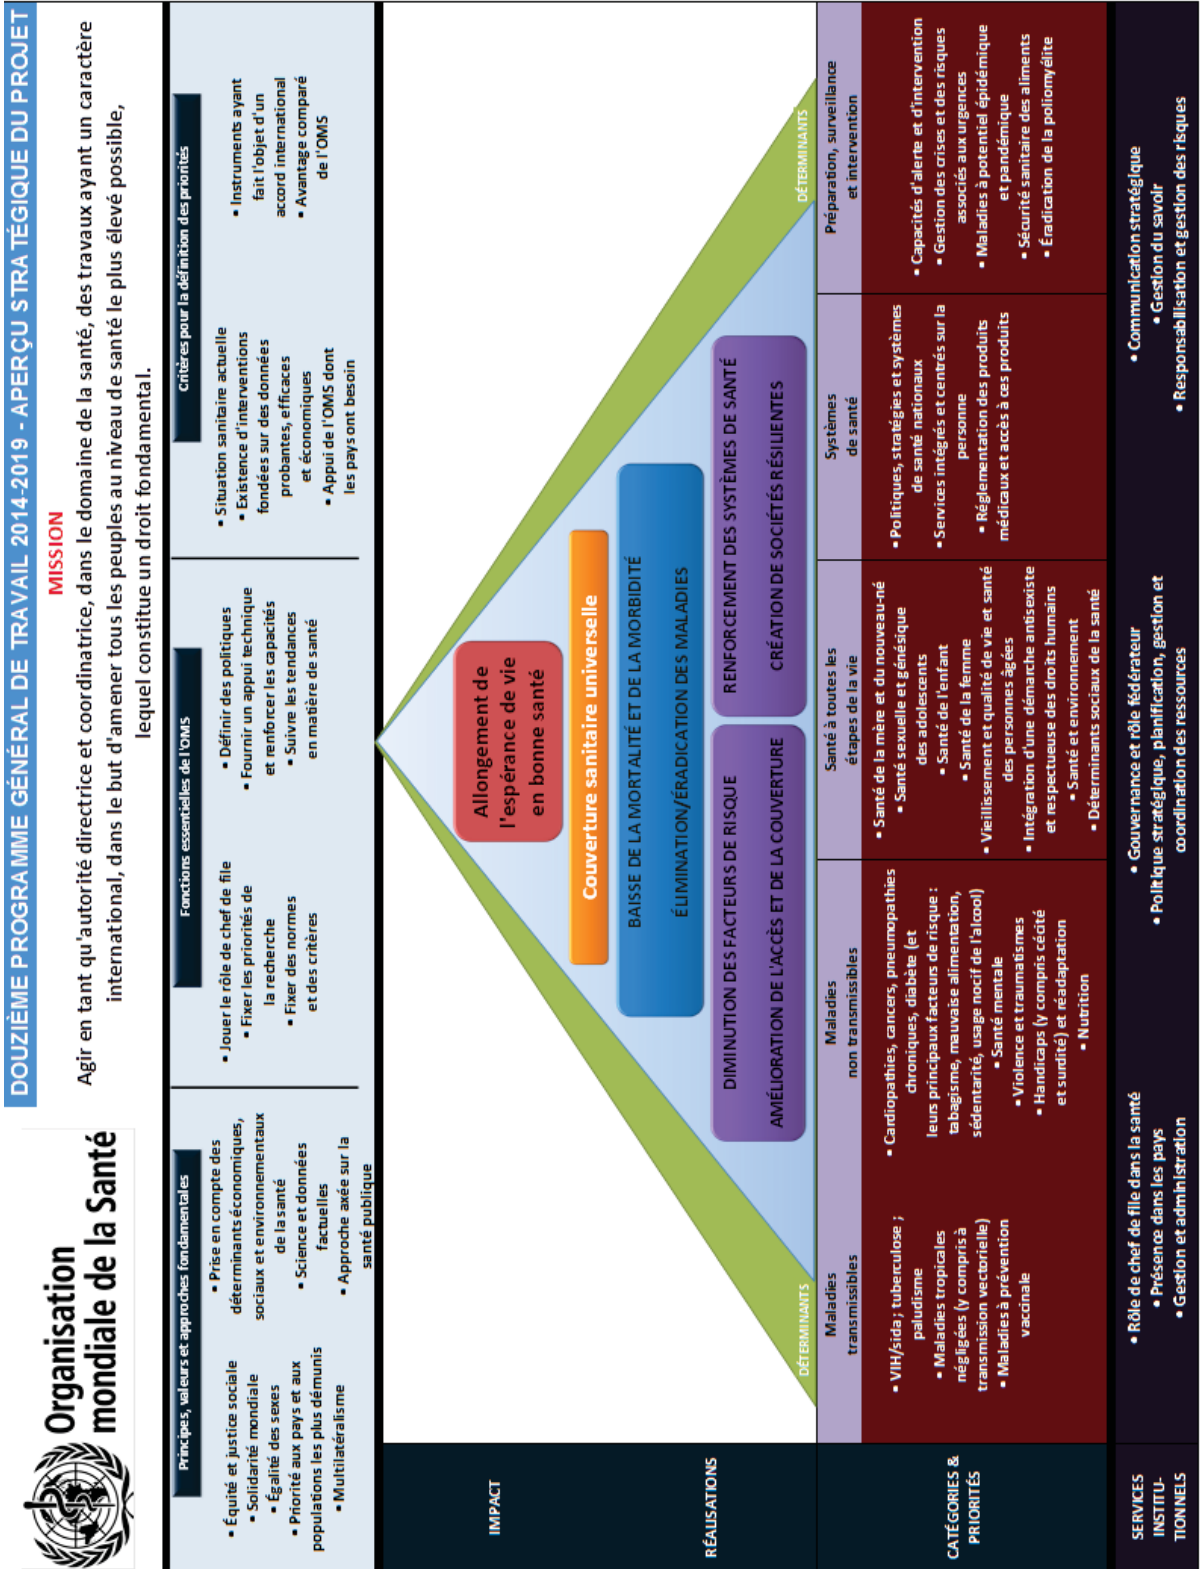 Organisation
mondiale de la Santé
DOUZIÈME PROGRAMME GÉNÉRAL DE TRAVAIL 2014-2019 - APERÇU STRA TÉGIQUE DU PROJET
MISSION
Agir en tant qu'autorité directrice et coordinatrice, dans le domaine de la santé, des travaux ayant un caractère
international, dans le but d'amener tous les peuples au niveau de santé le plus élevé possible,
lequel constitue un droit fondamental.
Principes, valeurs et approches fondamentales
▪ Équité et justice sociale
▪ Solidarité mondiale
▪ Égalité des sexes
▪ Priorité aux pays et aux
populations les plus démunis
▪ Multilatéralisme
▪ Prise en compte des
déterminants économiques,
sociaux et environnementaux
de la santé
▪ Science et données
factuelles
▪ Approche axée sur la
santé publique
Fonctions essentielles de l'OMS
▪ Jouer le rôle de chef de file
▪ Fixer les priorités de
la recherche
▪ Fixer des normes
et des critères
▪ Définir des politiques
▪ Fournir un appui technique
et renforcer les capacités
▪ Suivre les tendances
en matière de santé
Critères pour la définition des priorités
▪ Situation sanitaire actuelle
▪ Existence d'interventions
fondées sur des données
probantes, efficaces
et économiques
▪ Appui de l'OMS dont
les pays ont besoin
▪ Instruments ayant
fait l'objet d'un
accord international
▪ Avantage comparé
de l'OMS
IMPACT
Allongement de
l'espérance de vie
en bonne santé
Couverture sanitaire universelle
RÉALISATIONS
BAISSE DE LA MORTALITÉ ET DE LA MORBIDITÉ
ÉLIMINATION/ÉRADICATION DES MALADIES
DIMINUTION DES FACTEURS DE RISQUE
AMÉLIORATION DE L'ACCÈS ET DE LA COUVERTURE
RENFORCEMENT DES SYSTÈMES DE SANTÉ
CRÉATION DE SOCIÉTÉS RÉSILIENTES
DÉTERMINANTS
DÉTERMINANTS
CATÉGORIES &
PRIORITÉS
Maladies
transmissibles
▪ VIH/sida ; tuberculose ;
paludisme
▪ Maladies tropicales
négligées (y compris à
transmission vectorielle)
▪ Maladies à prévention
vaccinale
Maladies
non transmissibles
▪ Cardiopathies, cancers, pneumopathies
chroniques, diabète (et
leurs principaux facteurs de risque :
tabagisme, mauvaise alimentation,
sédentarité, usage nocif de l'alcool)
▪ Santé mentale
▪ Violence et traumatismes
▪ Handicaps (y compris cécité
et surdité) et réadaptation
▪ Nutrition
Santé à toutes les
étapes de la vie
▪ Santé de la mère et du nouveau-né
▪ Santé sexuelle et génésique
des adolescents
▪ Santé de l'enfant
▪ Santé de la femme
▪ Vieillissement et qualité de vie et santé
des personnes âgées
▪ Intégration d'une démarche antisexiste
et respectueuse des droits humains
▪ Santé et environnement
▪ Déterminants sociaux de la santé
Systèmes
de santé
▪ Politiques, stratégies et systèmes
de santé nationaux
▪ Services intégrés et centrés sur la
personne
▪ Réglementation des produits
médicaux et accès à ces produits
Préparation, surveillance
et intervention
▪ Capacités d'alerte et d'intervention
▪ Gestion des crises et des risques
associés aux urgences
▪ Maladies à potentiel épidémique
et pandémique
▪ Sécurité sanitaire des aliments
▪ Éradication de la poliomyélite
SERVICES
INSTITU-
TIONNELS
▪ Rôle de chef de file dans la santé
▪ Présence dans les pays
▪ Gestion et administration
▪ Gouvernance et rôle fédérateur
▪ Politique stratégique, planification, gestion et
coordination des ressources
▪ Communication stratégique
▪ Gestion du savoir
▪ Responsabilisation et gestion des risques